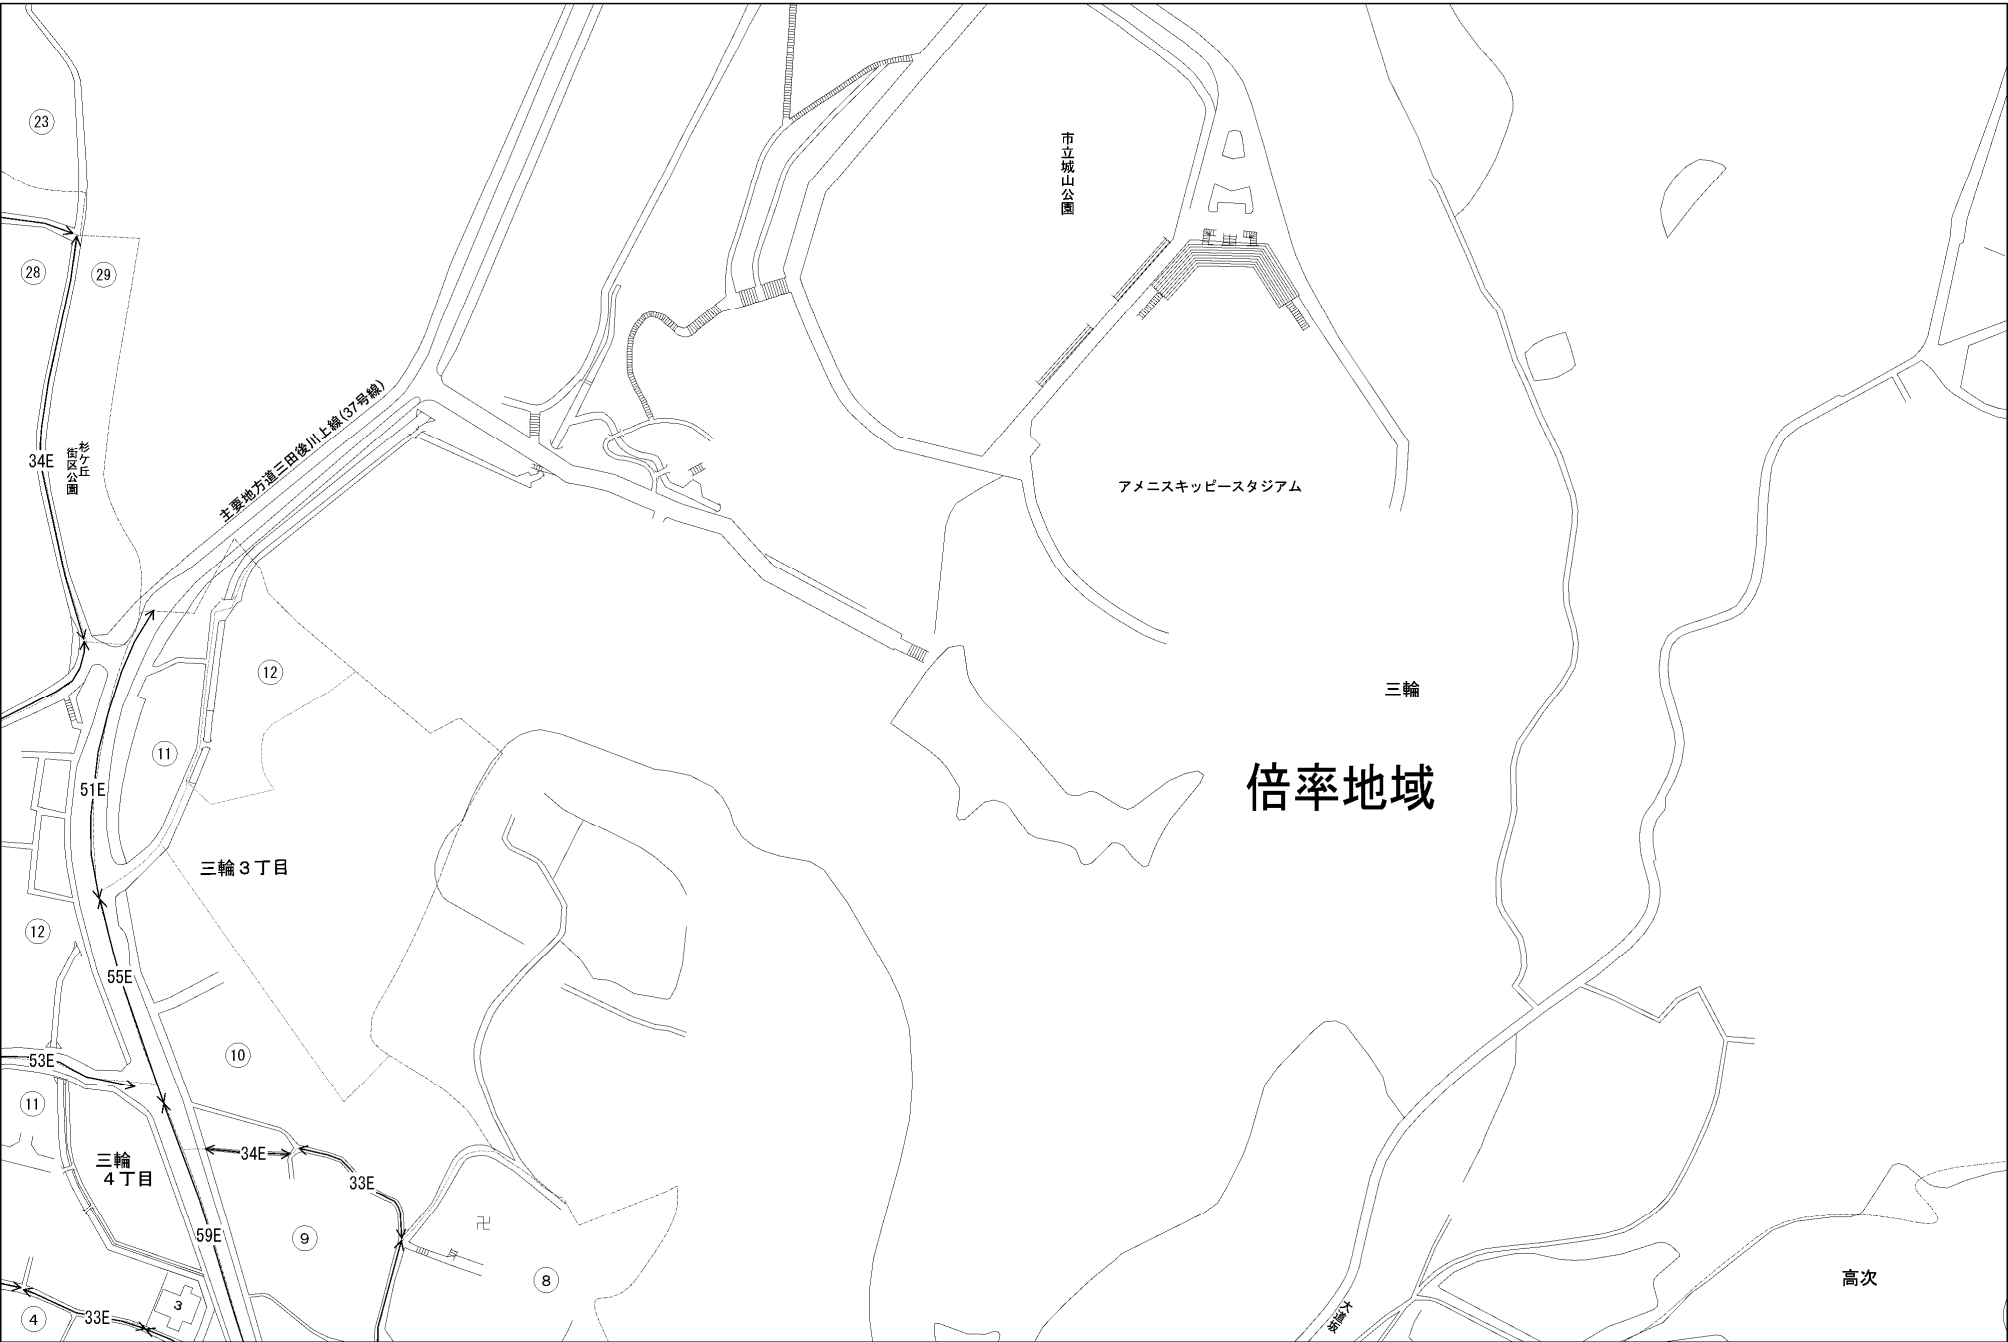 23
市立城山公園
28
29
主要地方道三田後川上線(37号線)
34E
杉ケ丘
街区公園
アメニスキッピースタジアム
12
三輪
11
51E
倍率地域
三輪３丁目
12
55E
53E
10
11
34E
三輪
４丁目
33E
59E
9
8
高次
3
33E
4
大道坂